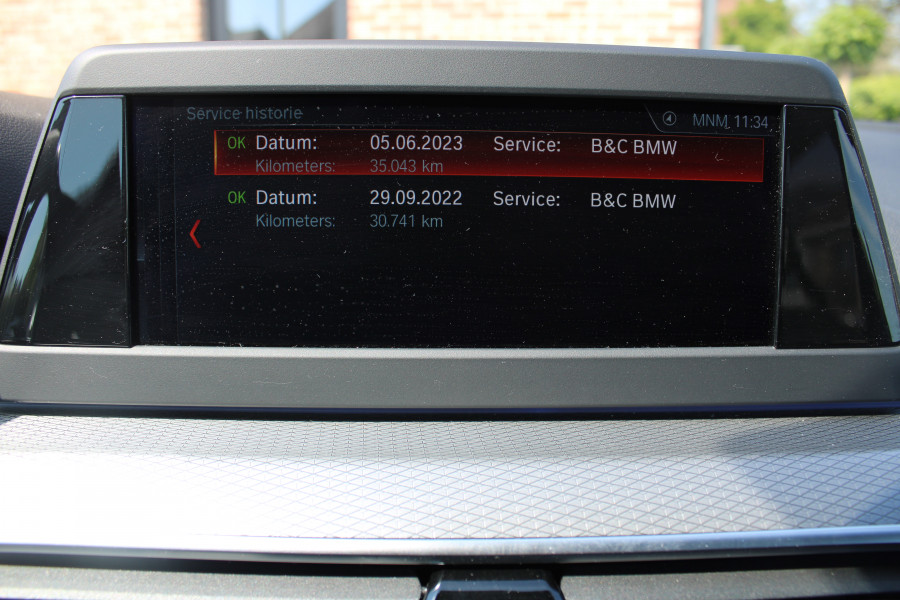 Service historie MNM 11:34
OK Datum: 05.06.2023 Service: B&C BMW
Kilometers: 35.043 km
OK Datum: 29.09.2022 Service: B&C BMW
Kilometers: 30.741 km